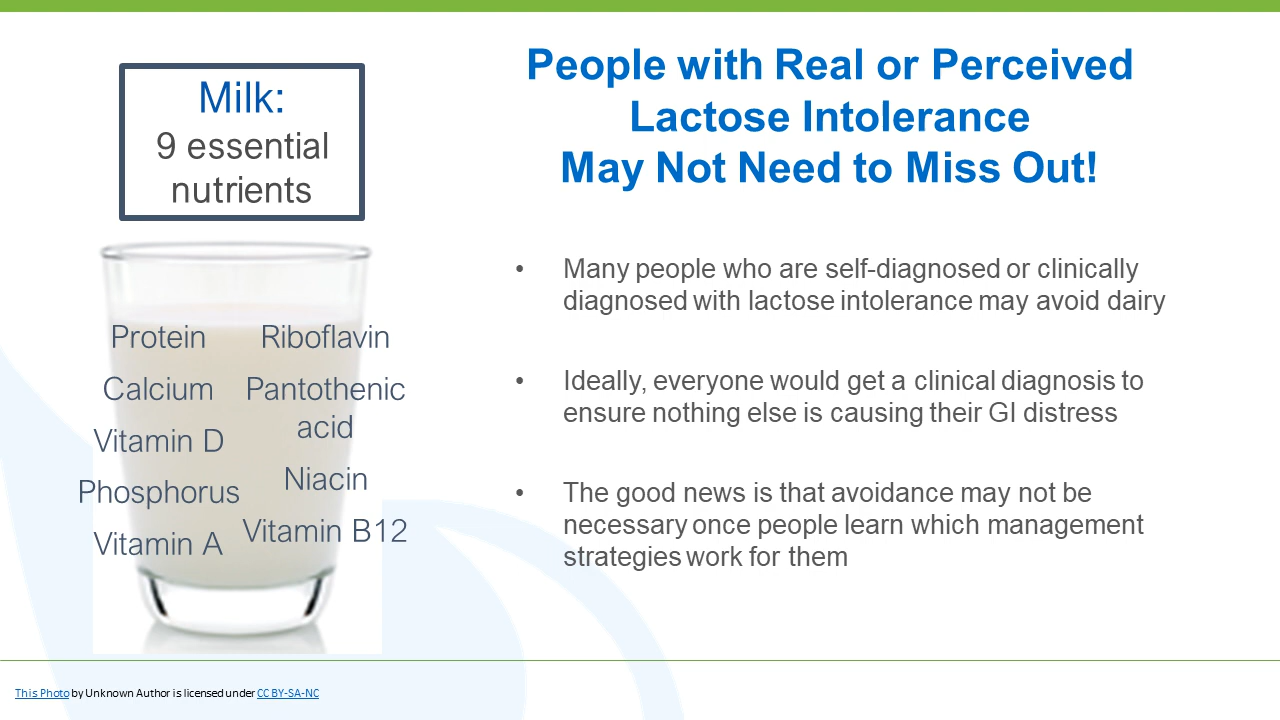 Milk:
9 essential
nutrients
People with Real or Perceived
Lactose Intolerance
May Not Need to Miss Out!
Protein
Calcium
Vitamin D
Phosphorus
Vitamin A
Riboflavin
Pantothenic
acid
Niacin
Vitamin B12
• Many people who are self-diagnosed or clinically
diagnosed with lactose intolerance may avoid dairy
• Ideally, everyone would get a clinical diagnosis to
ensure nothing else is causing their GI distress
• The good news is that avoidance may not be
necessary once people learn which management
strategies work for them
This Photo by Unknown Author is licensed under CC BY-SA-NC